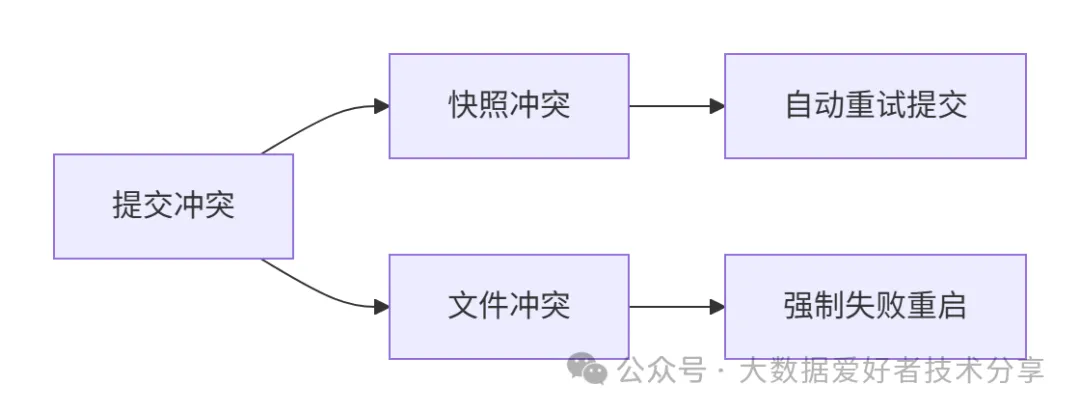 提交冲突
快照冲突
自动重试提交
文件冲突
强制失败重启
公众号 · 大数据爱好者技术分享